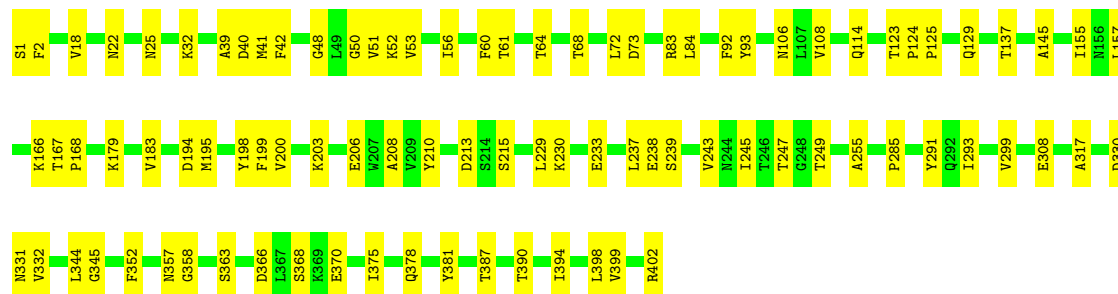 S1 F2 V18 N22 N25 K32 A39 D40 M41 F42 G48 L49 G50 V51 K52 V53 I56 F60 T61 T64 T68 L72 D73 R83 L84 F92 Y93 N106 L107 V108 Q114 T123 P124 P125 Q129 T137 A145 I155 N156 L157
K166 T167 P168 K179 V183 D194 M195 Y198 F199 V200 K203 E206 W207 A208 V209 Y210 D213 S214 S215 L229 K230 E233 L237 E238 S239 V243 N244 I245 T246 T247 G248 T249 A255 P285 Y291 Q292 I293 V299 E308 A317 D330
N331 V332 L344 G345 F352 N357 G358 S363 D366 L367 S368 K369 E370 I375 Q378 Y381 T387 T390 I394 L398 V399 R402